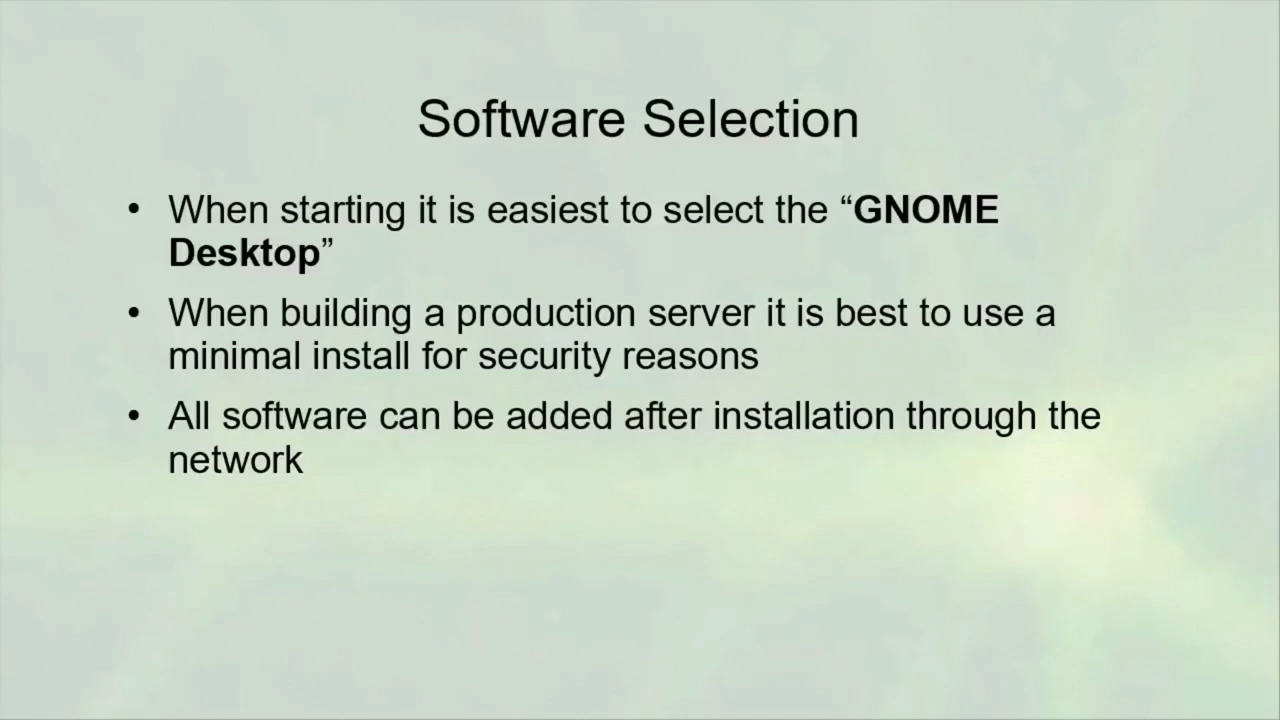 Software Selection
• When starting it is easiest to select the “GNOME
Desktop”
• When building a production server it is best to use a
minimal install for security reasons
• All software can be added after installation through the
network